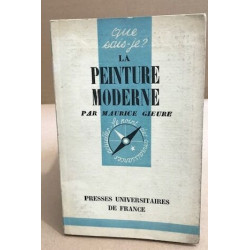 que
sais-je?
LA
PEINTURE
MODERNE
PAR MAURICE GIEURE
PRESSES UNIVERSITAIRES
DE FRANCE